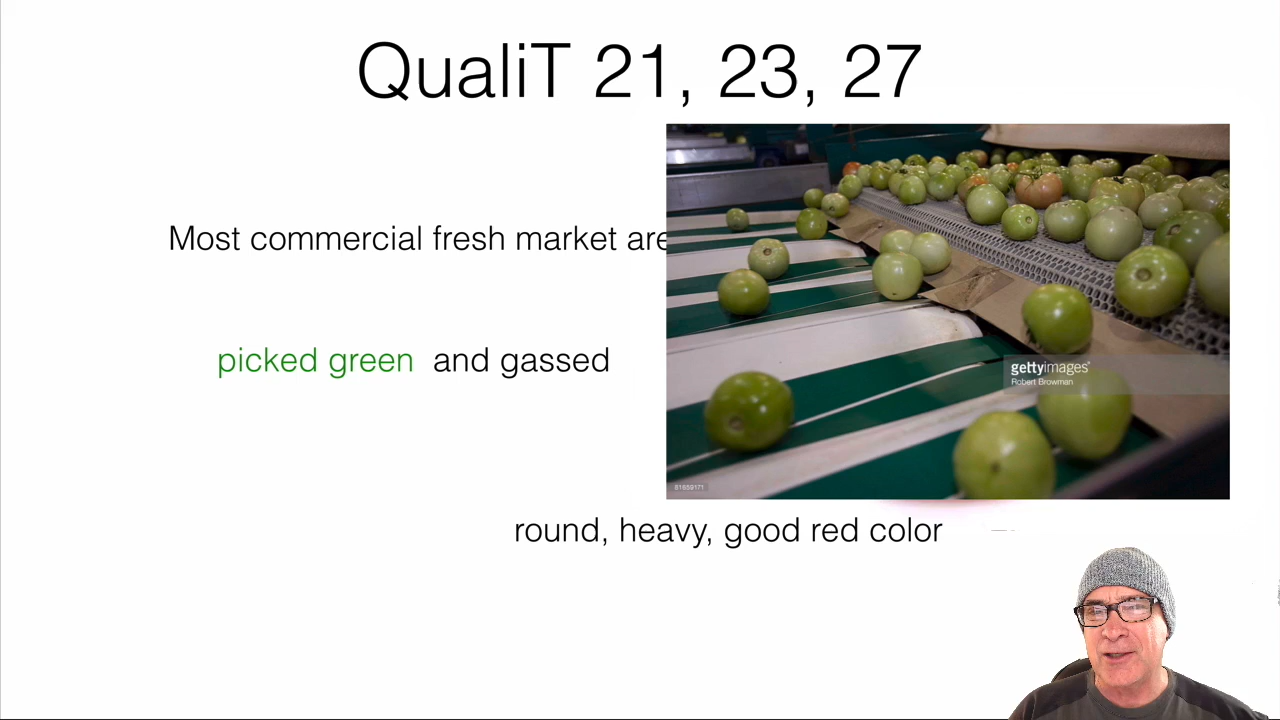 QualiT 21, 23, 27
Most commercial fresh market are
picked green and gassed
gettyimages
Robert Browman
81659171
round, heavy, good red color